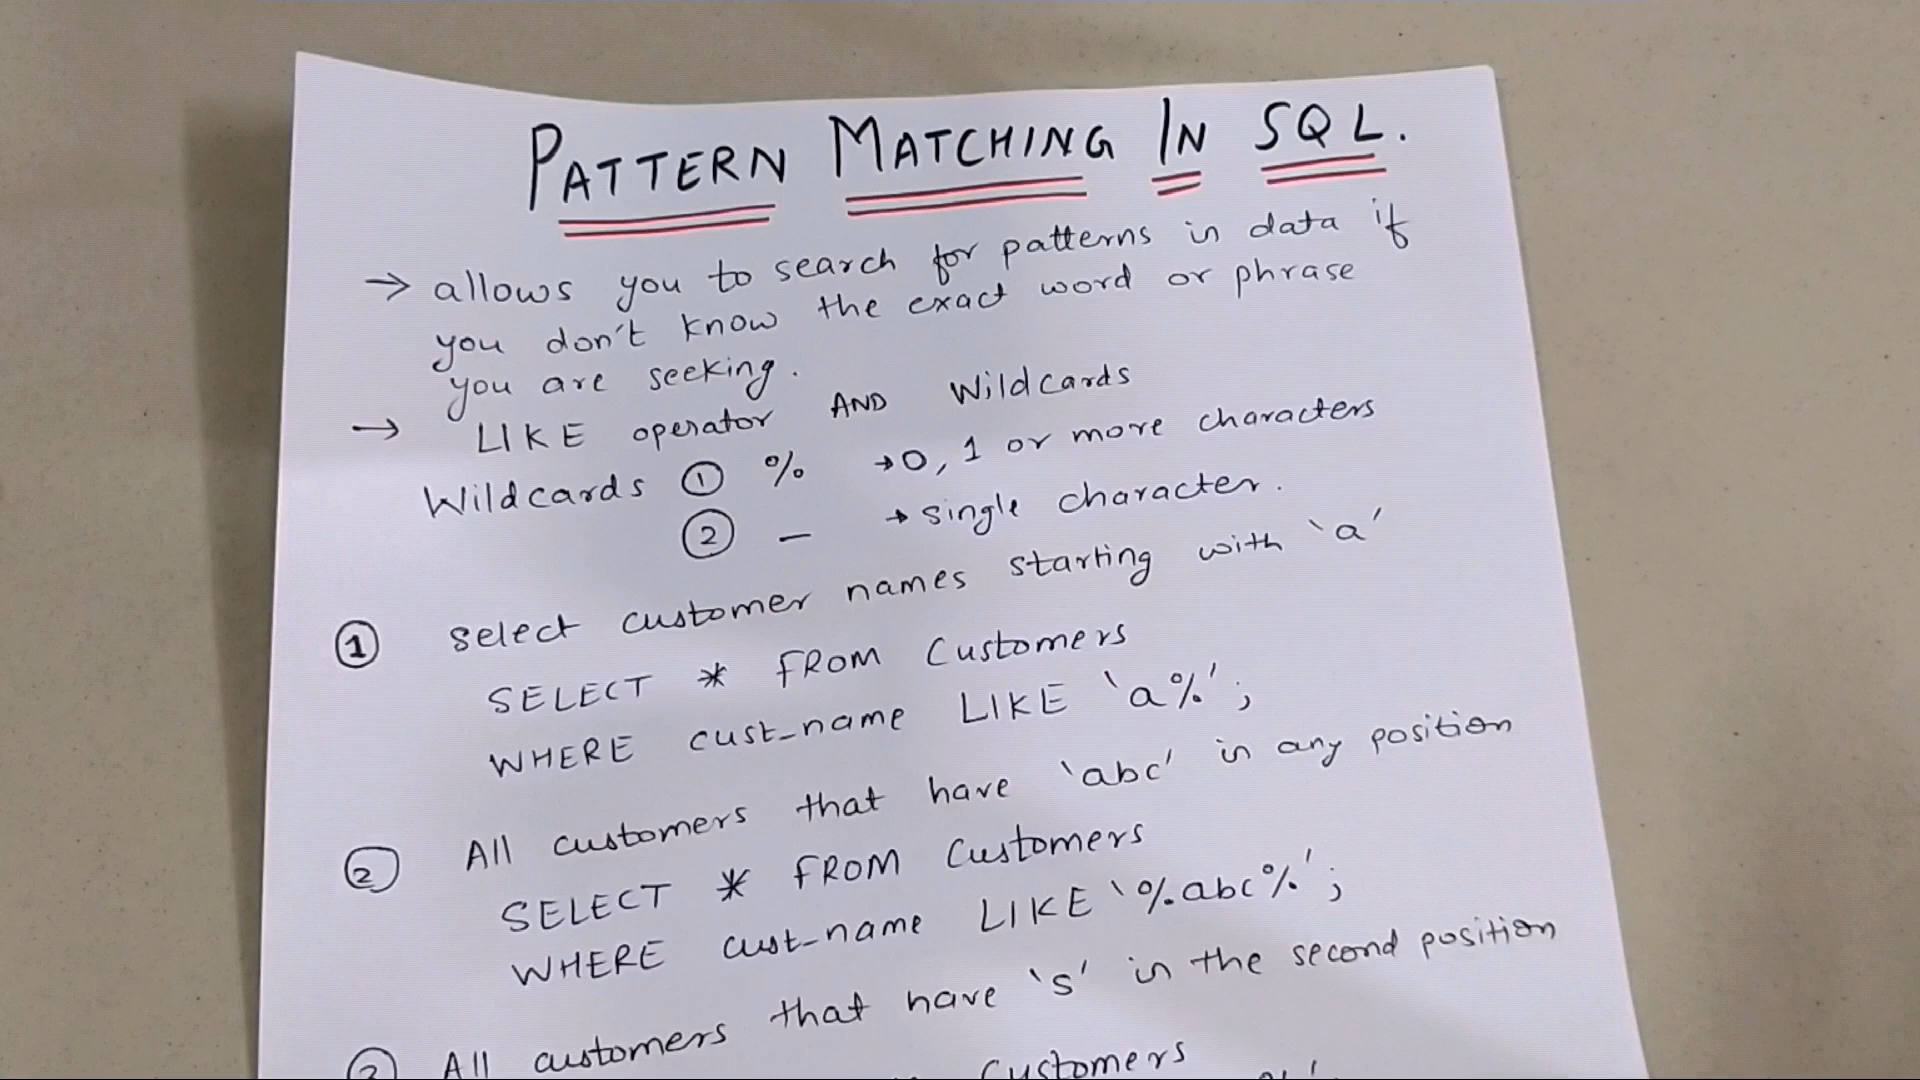 PATTERN MATCHING IN SQL.
→ allows you to search for patterns in data if
you don't know the exact word or phrase
you are seeking.
→ LIKE operator AND Wildcards
Wildcards ① % → 0, 1 or more characters
② _ → single character.
① select customer names starting with 'a'
SELECT * FROM Customers
WHERE cust_name LIKE 'a%';
② All customers that have 'abc' in any position
SELECT * FROM Customers
WHERE cust_name LIKE '%abc%';
③ All customers that have 's' in the second position
Customers